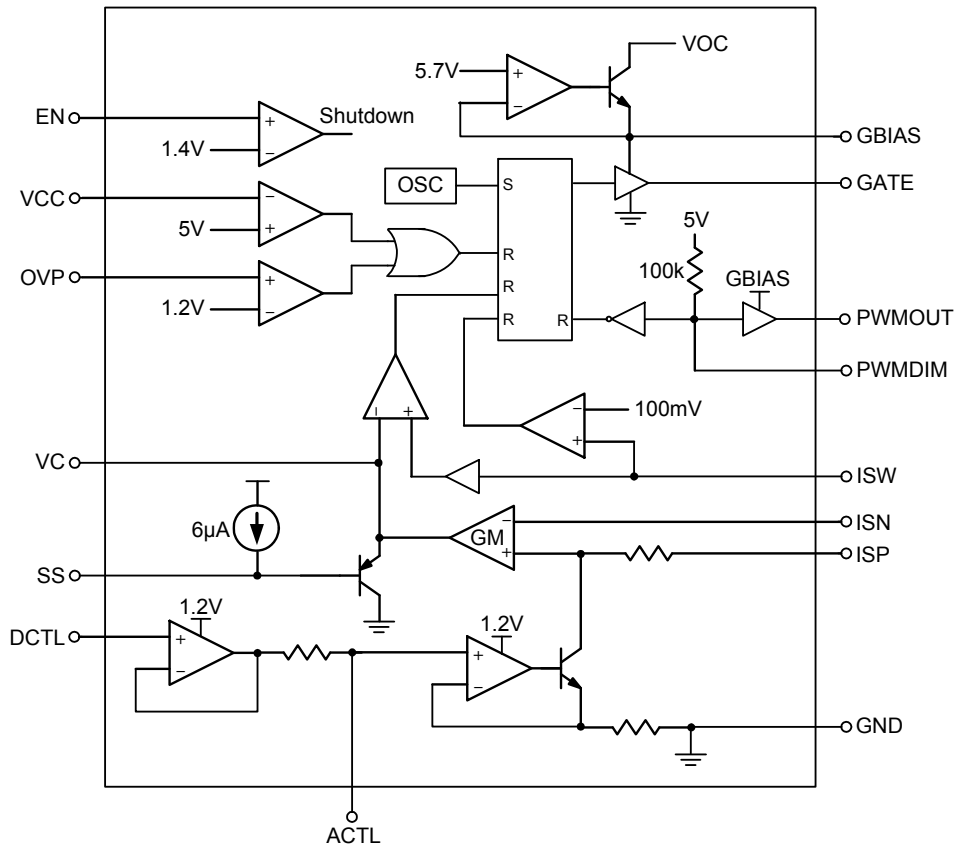 VOC
5.7V
+
−
EN
+
Shutdown
1.4V
−
GBIAS
VCC
−
5V
+
OSC
S
GATE
OVP
+
1.2V
−
R
R
R
R
5V
100k
GBIAS
PWMOUT
PWMDIM
−
+
−
100mV
+
VC
ISW
6µA
GM
−
+
ISN
ISP
SS
1.2V
DCTL
+
−
1.2V
+
−
GND
ACTL